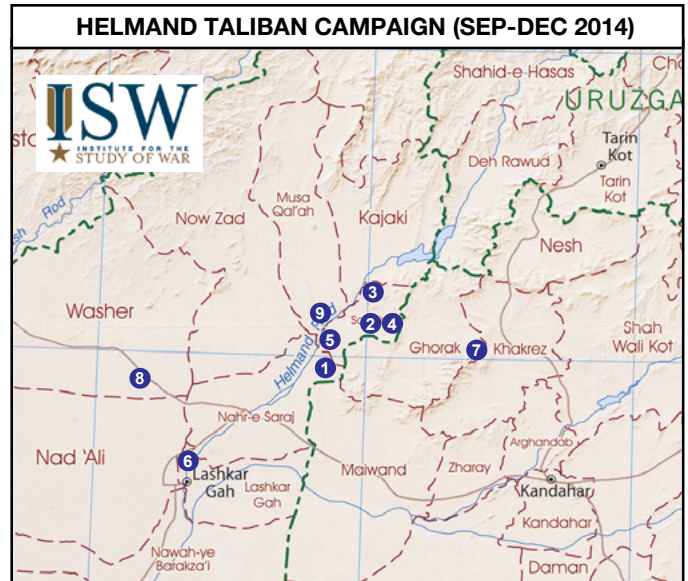 HELMAND TALIBAN CAMPAIGN (SEP-DEC 2014)
ISW
INSTITUTE FOR THE
STUDY OF WAR
Shahid-e Hasas
URUZGA
Tarin
Kot
Deh Rawud
Tarin
Kot
Rod
Musa
Qal'ah
Now Zad
Kajaki
Nesh
3
Washer
9
2
4
5
Shah
Wali Kot
Ghorak
7
Khakrez
1
Helmand
8
Nahr-e Saraj
Arghandab
Nad 'Ali
6
Lashkar
Gah
Maiwand
Zharay
Lashkar
Gah
Kandahar
Kandahar
Nawah-ye
Barakza'i
Daman